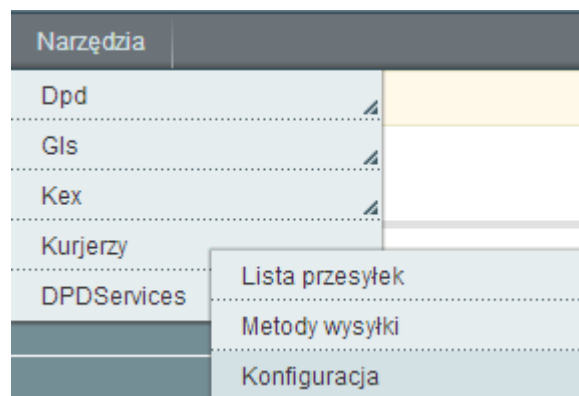 Narzędzia
Dpd
Gls
Kex
Kurjerzy
DPDServices
Lista przesyłek
Metody wysyłki
Konfiguracja